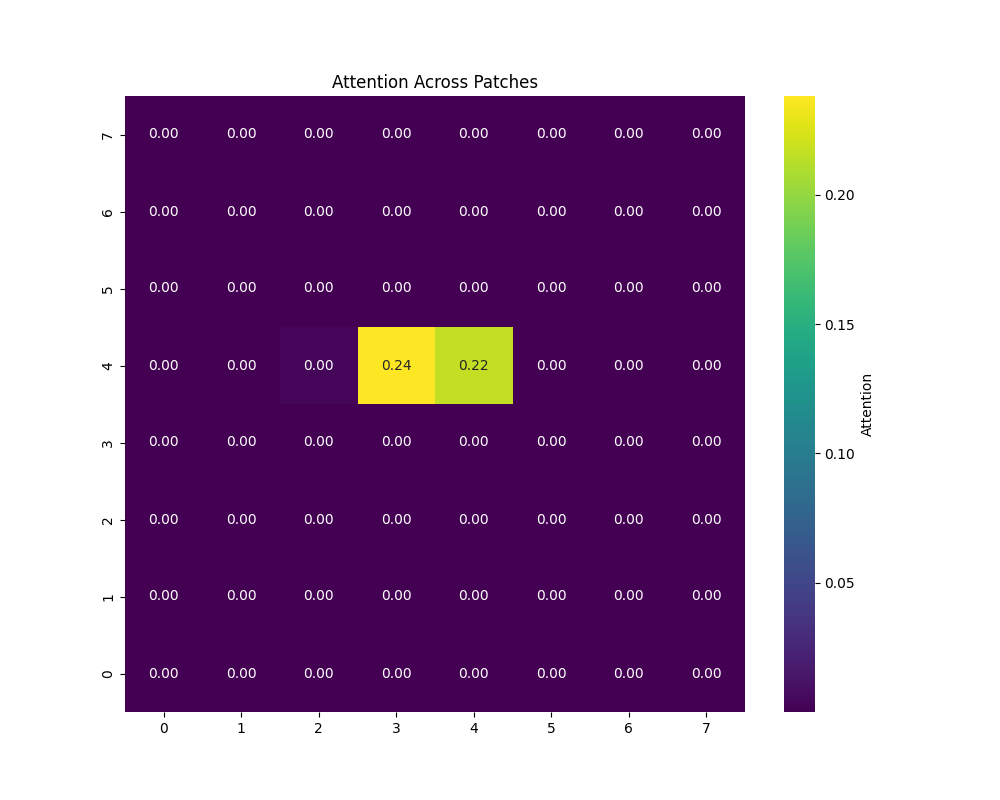 Attention Across Patches
7 0.00 0.00 0.00 0.00 0.00 0.00 0.00 0.00
6 0.00 0.00 0.00 0.00 0.00 0.00 0.00 0.00
5 0.00 0.00 0.00 0.00 0.00 0.00 0.00 0.00
4 0.00 0.00 0.00 0.24 0.22 0.00 0.00 0.00
3 0.00 0.00 0.00 0.00 0.00 0.00 0.00 0.00
2 0.00 0.00 0.00 0.00 0.00 0.00 0.00 0.00
1 0.00 0.00 0.00 0.00 0.00 0.00 0.00 0.00
0 0.00 0.00 0.00 0.00 0.00 0.00 0.00 0.00
0 1 2 3 4 5 6 7
0.20
0.15
0.10
0.05
Attention